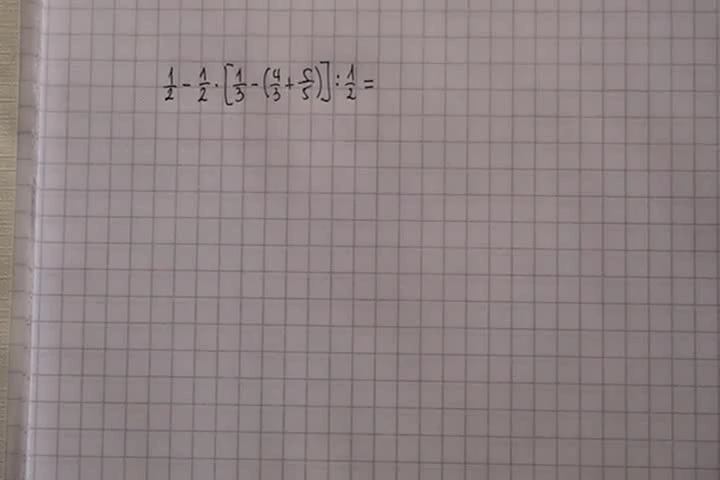 1/2 - 1/2 · [1/3 - (4/3 + 5/5)] : 1/2 =